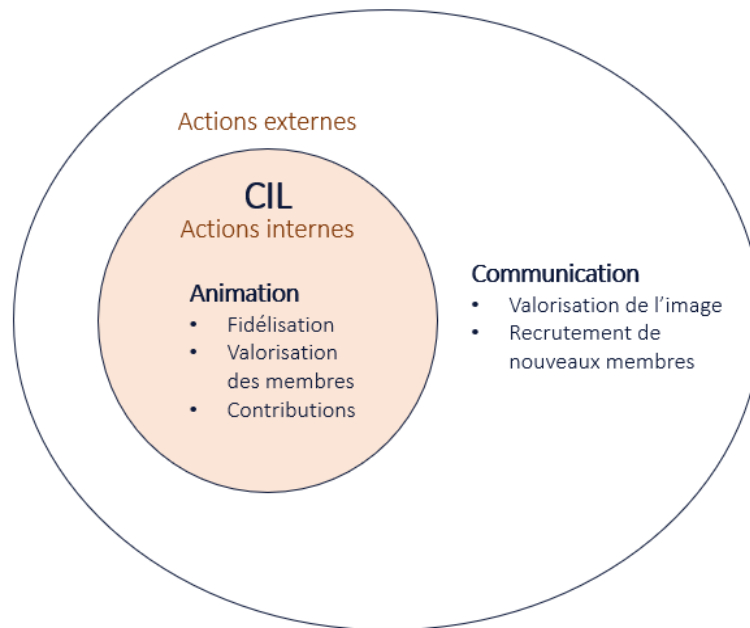 Actions externes
CIL
Actions internes
Animation
• Fidélisation
• Valorisation
des membres
• Contributions
Communication
• Valorisation de l’image
• Recrutement de
nouveaux membres